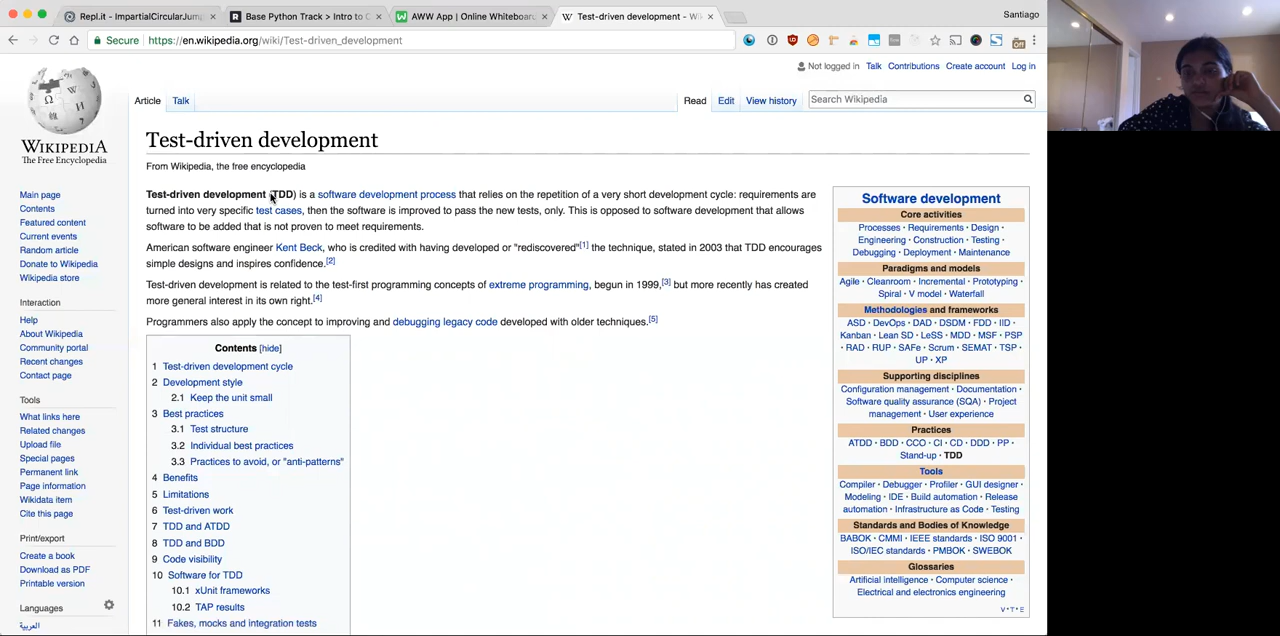 Repl.it - ImpartialCircularJum
Base Python Track > Intro to C
AWW App | Online Whiteboar
Test-driven development - Wi
Santiago
Secure
https://en.wikipedia.org/wiki/Test-driven_development
Not logged in Talk Contributions Create account Log in
Article Talk
Read Edit View history
Search Wikipedia
WIKIPEDIA
The Free Encyclopedia
Main page
Contents
Featured content
Current events
Random article
Donate to Wikipedia
Wikipedia store
Interaction
Help
About Wikipedia
Community portal
Recent changes
Contact page
Tools
What links here
Related changes
Upload file
Special pages
Permanent link
Page information
Wikidata item
Cite this page
Print/export
Create a book
Download as PDF
Printable version
Languages
العربية
Test-driven development
From Wikipedia, the free encyclopedia
Test-driven development (TDD) is a software development process that relies on the repetition of a very short development cycle: requirements are
turned into very specific test cases, then the software is improved to pass the new tests, only. This is opposed to software development that allows
software to be added that is not proven to meet requirements.
American software engineer Kent Beck, who is credited with having developed or "rediscovered"[1] the technique, stated in 2003 that TDD encourages
simple designs and inspires confidence.[2]
Test-driven development is related to the test-first programming concepts of extreme programming, begun in 1999,[3] but more recently has created
more general interest in its own right.[4]
Programmers also apply the concept to improving and debugging legacy code developed with older techniques.[5]
Contents [hide]
1 Test-driven development cycle
2 Development style
2.1 Keep the unit small
3 Best practices
3.1 Test structure
3.2 Individual best practices
3.3 Practices to avoid, or "anti-patterns"
4 Benefits
5 Limitations
6 Test-driven work
7 TDD and ATDD
8 TDD and BDD
9 Code visibility
10 Software for TDD
10.1 xUnit frameworks
10.2 TAP results
11 Fakes, mocks and integration tests
Software development
Core activities
Processes · Requirements · Design ·
Engineering · Construction · Testing ·
Debugging · Deployment · Maintenance
Paradigms and models
Agile · Cleanroom · Incremental · Prototyping ·
Spiral · V model · Waterfall
Methodologies and frameworks
ASD · DevOps · DAD · DSDM · FDD · IID ·
Kanban · Lean SD · LeSS · MDD · MSF · PSP
· RAD · RUP · SAFe · Scrum · SEMAT · TSP ·
UP · XP
Supporting disciplines
Configuration management · Documentation ·
Software quality assurance (SQA) · Project
management · User experience
Practices
ATDD · BDD · CCO · CI · CD · DDD · PP ·
Stand-up · TDD
Tools
Compiler · Debugger · Profiler · GUI designer ·
Modeling · IDE · Build automation · Release
automation · Infrastructure as Code · Testing
Standards and Bodies of Knowledge
BABOK · CMMI · IEEE standards · ISO 9001 ·
ISO/IEC standards · PMBOK · SWEBOK
Glossaries
Artificial intelligence · Computer science ·
Electrical and electronics engineering
V·T·E